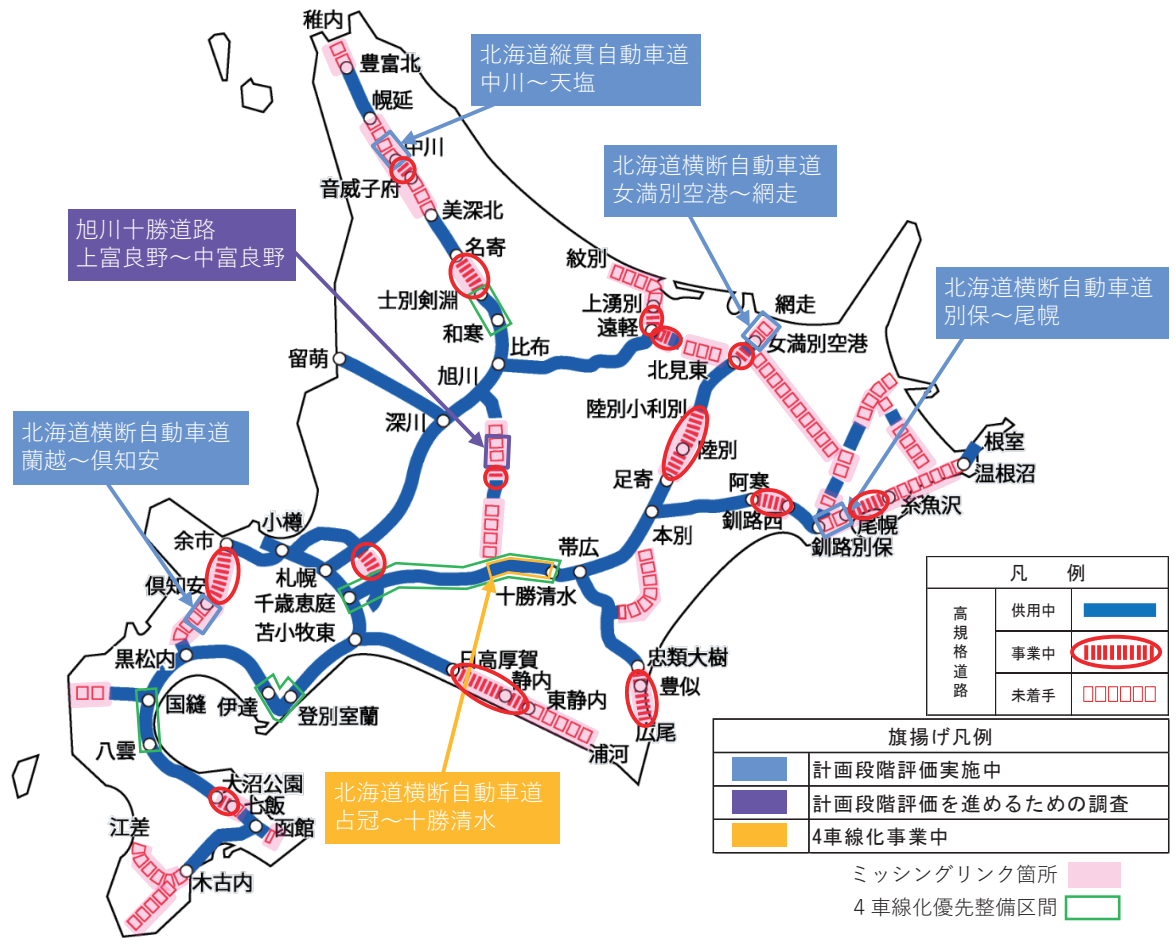 稚内
豊富北
北海道縦貫自動車道
中川～天塩
幌延
中川
音威子府
美深北
北海道横断自動車道
女満別空港～網走
旭川十勝道路
上富良野～中富良野
名寄
紋別
士別剣淵
上湧別
遠軽
網走
女満別空港
北海道横断自動車道
別保～尾幌
和寒
比布
留萌
旭川
北見東
深川
陸別小利別
北海道横断自動車道
蘭越～倶知安
陸別
根室
温根沼
足寄
阿寒
糸魚沢
小樽
余市
釧路西
尾幌
本別
釧路別保
札幌
帯広
倶知安
千歳恵庭
十勝清水
苫小牧東
黒松内
日高厚賀
忠類大樹
静内
豊似
東静内
国縫
伊達
登別室蘭
広尾
浦河
八雲
大沼公園
七飯
北海道横断自動車道
占冠～十勝清水
江差
函館
木古内
凡 例
高規格道路
供用中
事業中
未着手
旗揚げ凡例
計画段階評価実施中
計画段階評価を進めるための調査
4車線化事業中
ミッシングリンク箇所
4車線化優先整備区間